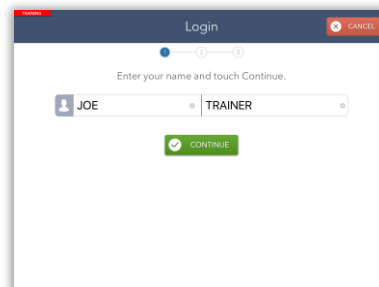 TRAINING
Login
CANCEL
1 2 3
Enter your name and touch Continue.
JOE TRAINER
CONTINUE